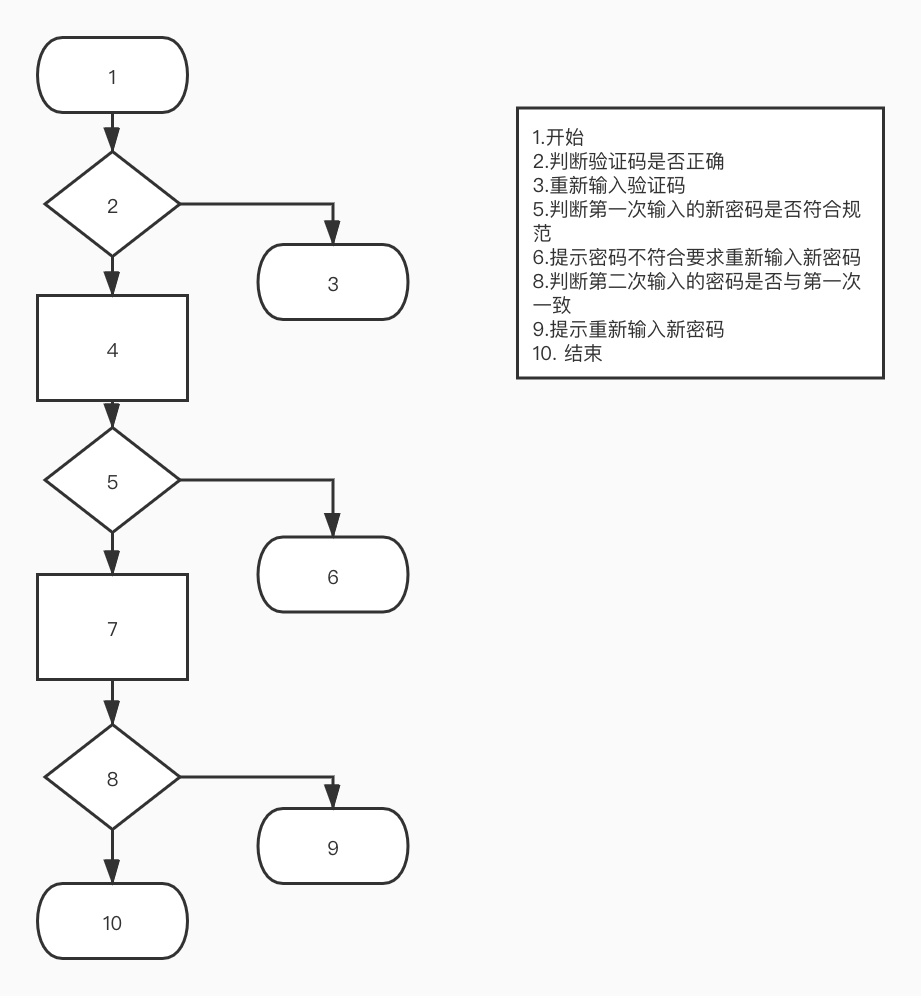 1
2
3
4
5
6
7
8
9
10
1.开始
2.判断验证码是否正确
3.重新输入验证码
5.判断第一次输入的新密码是否符合规
范
6.提示密码不符合要求重新输入新密码
8.判断第二次输入的密码是否与第一次
一致
9.提示重新输入新密码
10. 结束